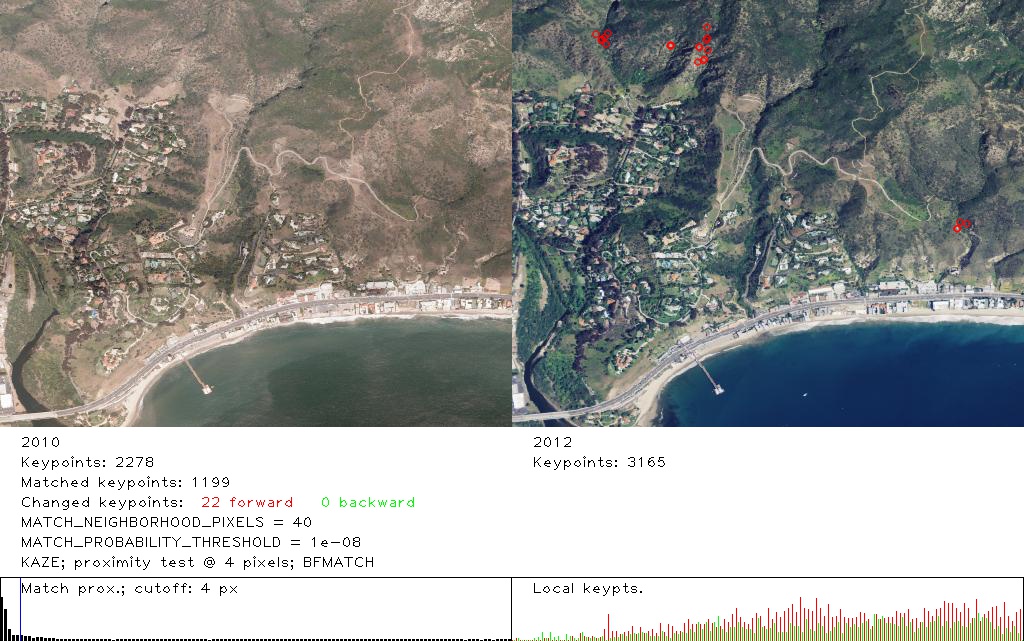 2010
Keypoints: 2278
Matched keypoints: 1199
Changed keypoints: 22 forward 0 backward
MATCH_NEIGHBORHOOD_PIXELS = 40
MATCH_PROBABILITY_THRESHOLD = 1e-08
KAZE; proximity test @ 4 pixels; BFMATCH
2012
Keypoints: 3165
Match prox.; cutoff: 4 px
Local keypts.